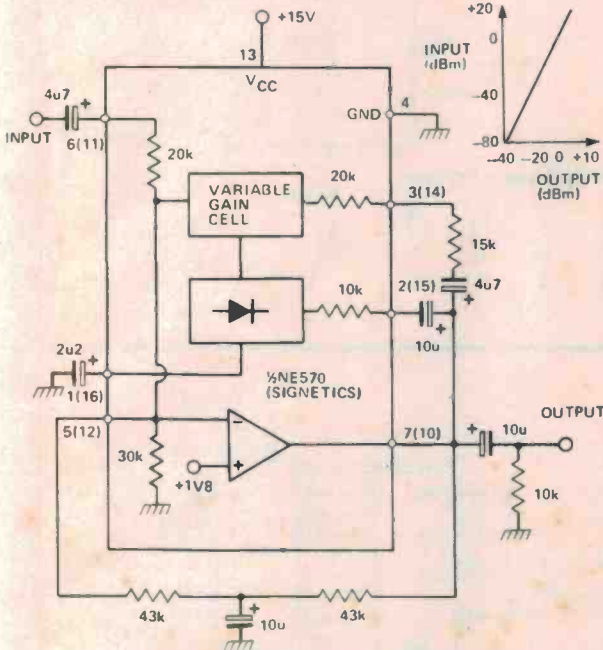 +15V
13
VCC
4u7
INPUT
6(11)
GND
4
20k
VARIABLE
GAIN
CELL
20k
3(14)
15k
4u7
2(15)
10k
10u
2u2
1(16)
½NE570
(SIGNETICS)
5(12)
30k
+1V8
7(10)
10u
OUTPUT
10k
43k
43k
10u
+20
0
INPUT
(dBm)
-40
-80
-40 -20 0 +10
OUTPUT
(dBm)